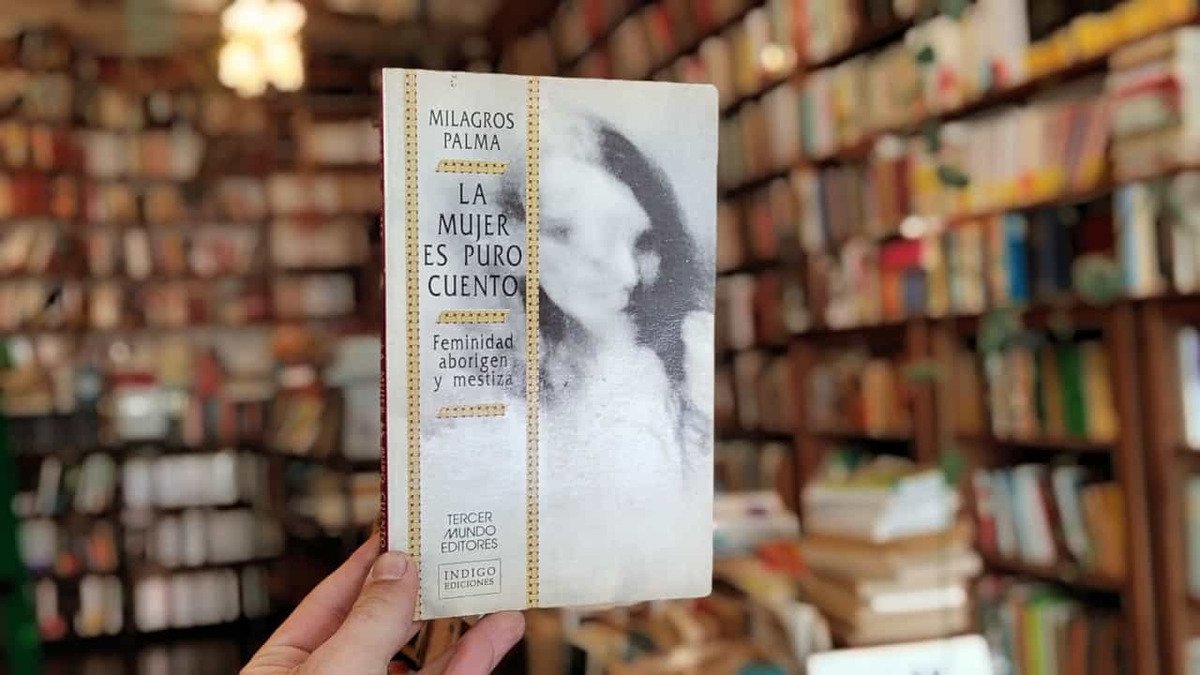 MILAGROS
PALMA
LA
MUJER
ES PURO
CUENTO
Feminidad
aborigen
y mestiza
TERCER
MUNDO
EDITORES
INDIGO
EDICIONES